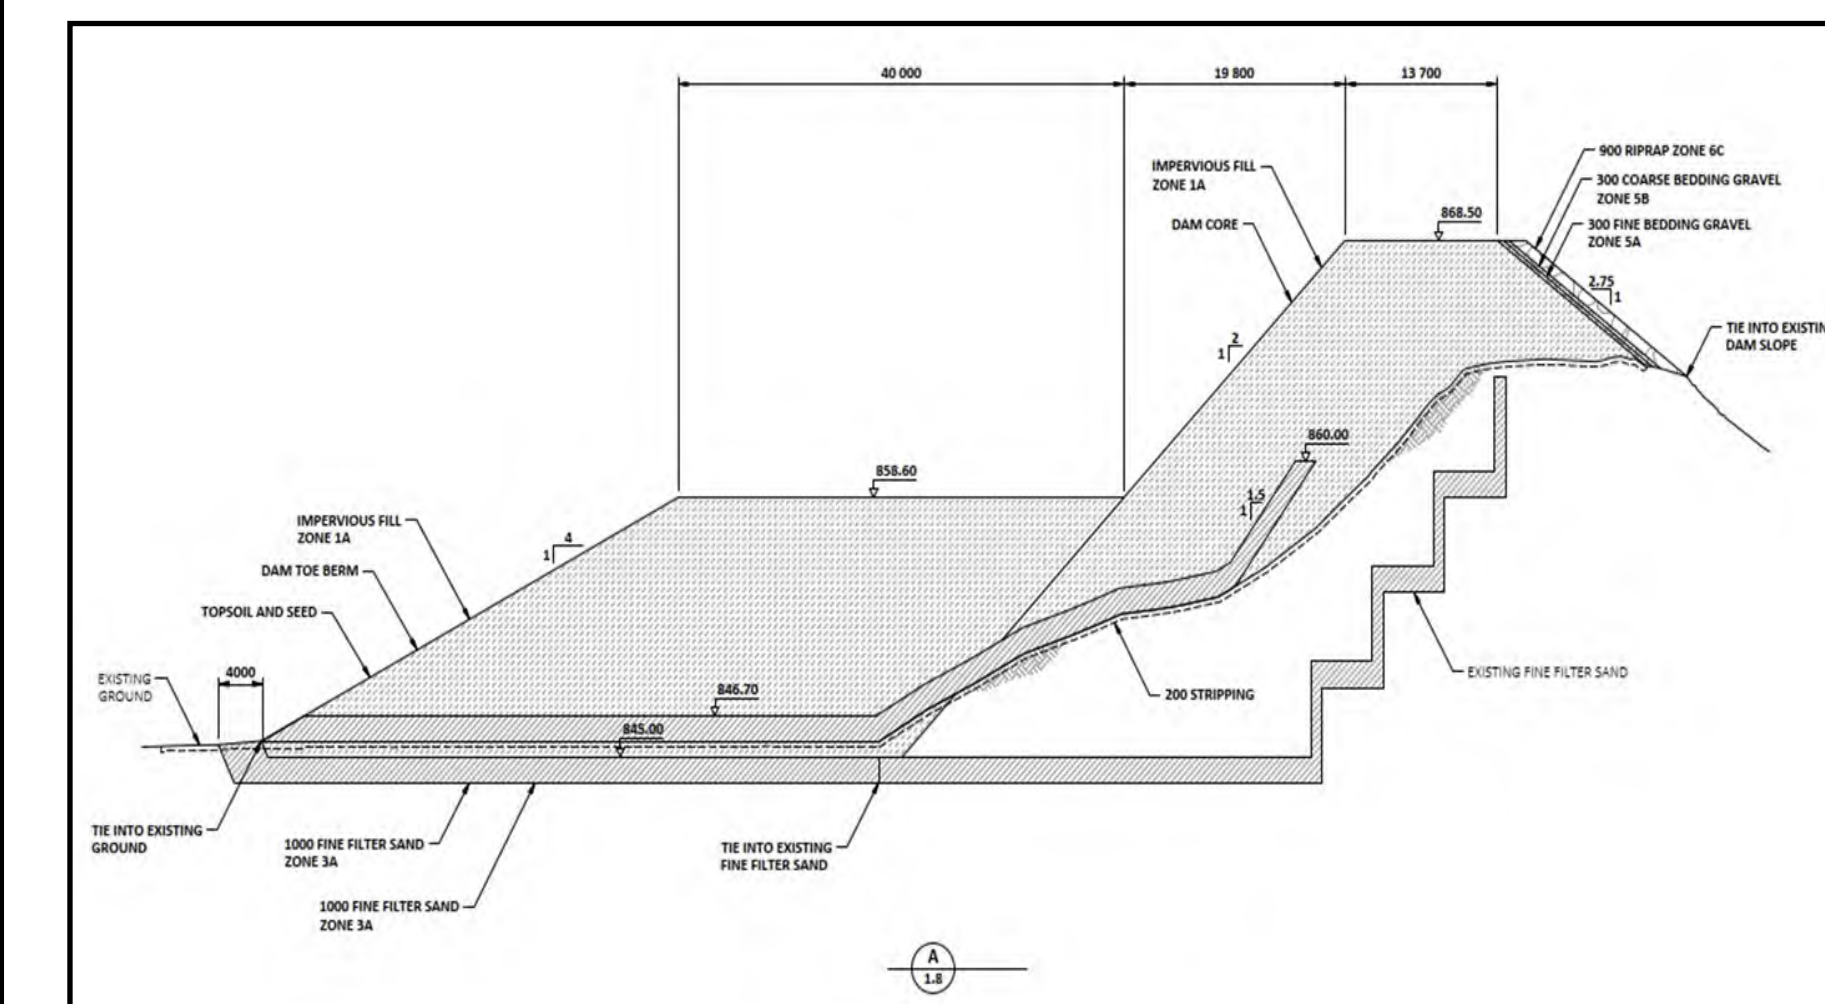 40 000
19 800
13 700
900 RIPRAP ZONE 6C
IMPERVIOUS FILL
ZONE 1A
300 COARSE BEDDING GRAVEL
ZONE 5B
DAM CORE
868.50
300 FINE BEDDING GRAVEL
ZONE 5A
2.75
1
TIE INTO EXISTIN
DAM SLOPE
2
1
860.00
858.60
1.5
1
IMPERVIOUS FILL
ZONE 1A
4
1
DAM TOE BERM
TOPSOIL AND SEED
EXISTING
GROUND
4000
EXISTING FINE FILTER SAND
846.70
200 STRIPPING
845.00
TIE INTO EXISTING
GROUND
1000 FINE FILTER SAND
ZONE 3A
TIE INTO EXISTING
FINE FILTER SAND
1000 FINE FILTER SAND
ZONE 3A
A
1.8